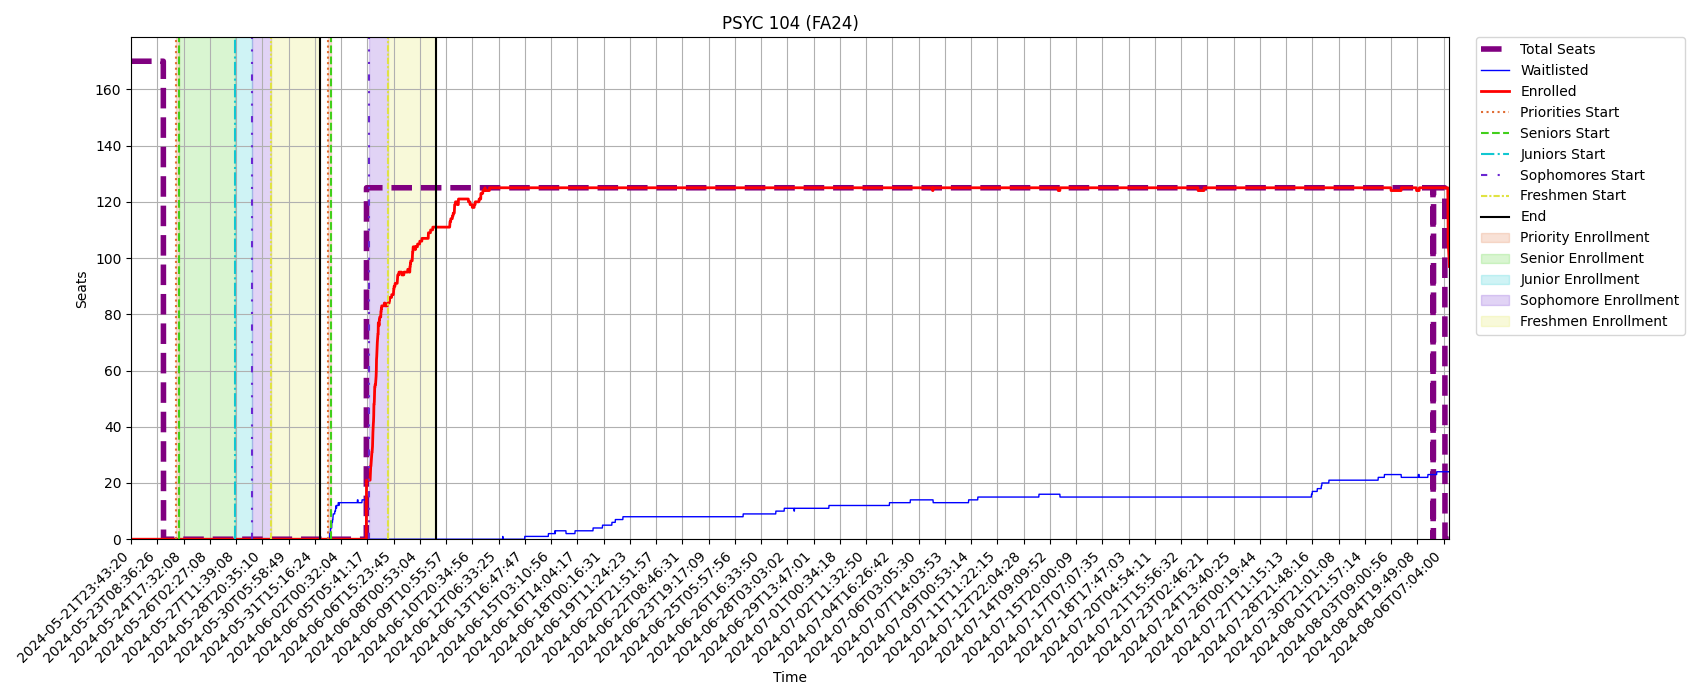 PSYC 104 (FA24)
Total Seats
Waitlisted
Enrolled
Priorities Start
Seniors Start
Juniors Start
Sophomores Start
Freshmen Start
End
Priority Enrollment
Senior Enrollment
Junior Enrollment
Sophomore Enrollment
Freshmen Enrollment
Seats
160
140
120
100
80
60
40
20
0
2024-05-21T23:43:20
2024-05-23T08:36:26
2024-05-24T17:32:08
2024-05-26T02:27:08
2024-05-27T11:39:08
2024-05-28T20:35:10
2024-05-30T05:58:49
2024-05-31T15:16:24
2024-06-02T00:32:04
2024-06-05T05:41:17
2024-06-06T15:23:45
2024-06-08T00:53:04
2024-06-09T10:55:57
2024-06-10T20:34:56
2024-06-12T06:33:25
2024-06-13T16:47:47
2024-06-15T03:10:56
2024-06-16T14:04:17
2024-06-18T00:16:31
2024-06-19T11:24:23
2024-06-20T21:51:57
2024-06-22T08:46:31
2024-06-23T19:17:09
2024-06-25T05:57:56
2024-06-26T16:33:50
2024-06-28T03:03:02
2024-06-29T13:47:01
2024-07-01T00:34:18
2024-07-02T11:32:50
2024-07-04T16:26:42
2024-07-06T03:05:30
2024-07-07T14:03:53
2024-07-09T00:53:14
2024-07-11T11:22:15
2024-07-12T22:04:28
2024-07-14T09:09:52
2024-07-15T20:00:09
2024-07-17T07:07:35
2024-07-18T17:47:03
2024-07-20T04:54:11
2024-07-21T15:56:32
2024-07-23T02:46:21
2024-07-24T13:40:25
2024-07-26T00:19:44
2024-07-27T11:15:13
2024-07-28T21:48:16
2024-07-30T21:01:08
2024-08-01T21:57:14
2024-08-03T09:00:56
2024-08-04T19:49:08
2024-08-06T07:04:00
Time